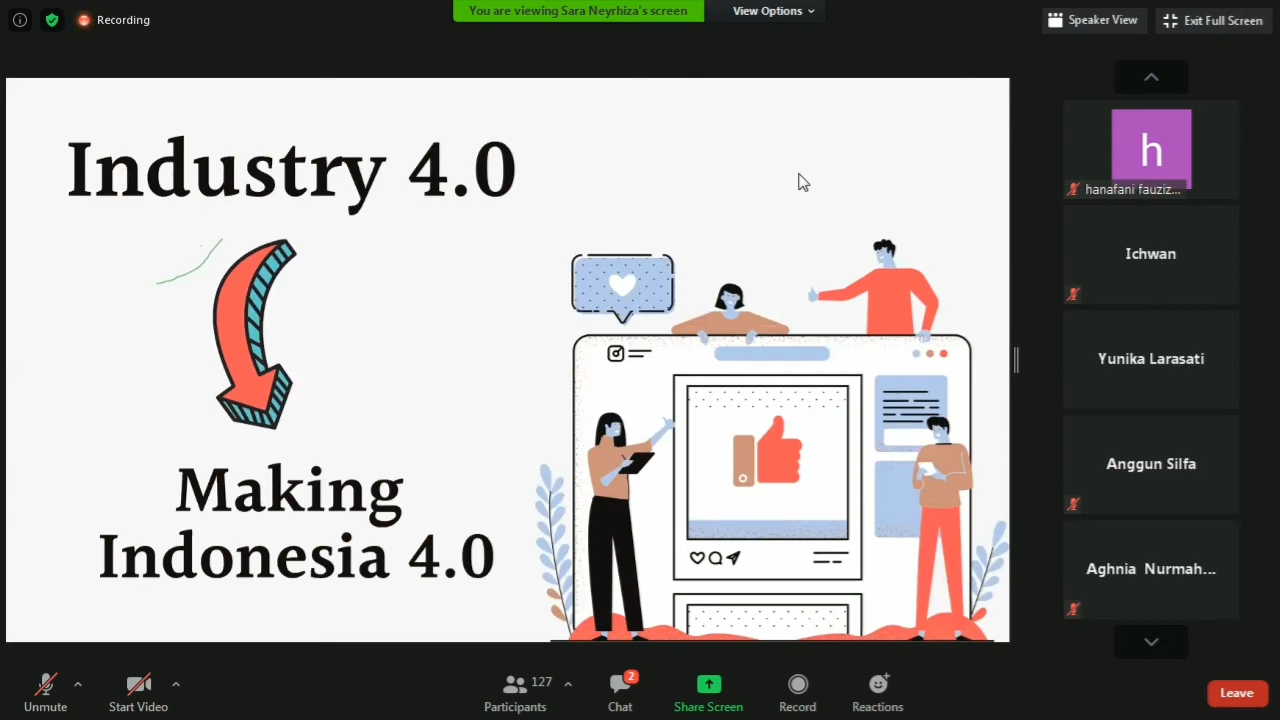 Recording
You are viewing Sara Neyrhiza's screen
View Options
Speaker View
Exit Full Screen
Industry 4.0
Making
Indonesia 4.0
h
hanafani fauziz...
Ichwan
Yunika Larasati
Anggun Silfa
Aghnia Nurmah...
Unmute
Start Video
127
Participants
2
Chat
Share Screen
Record
Reactions
Leave